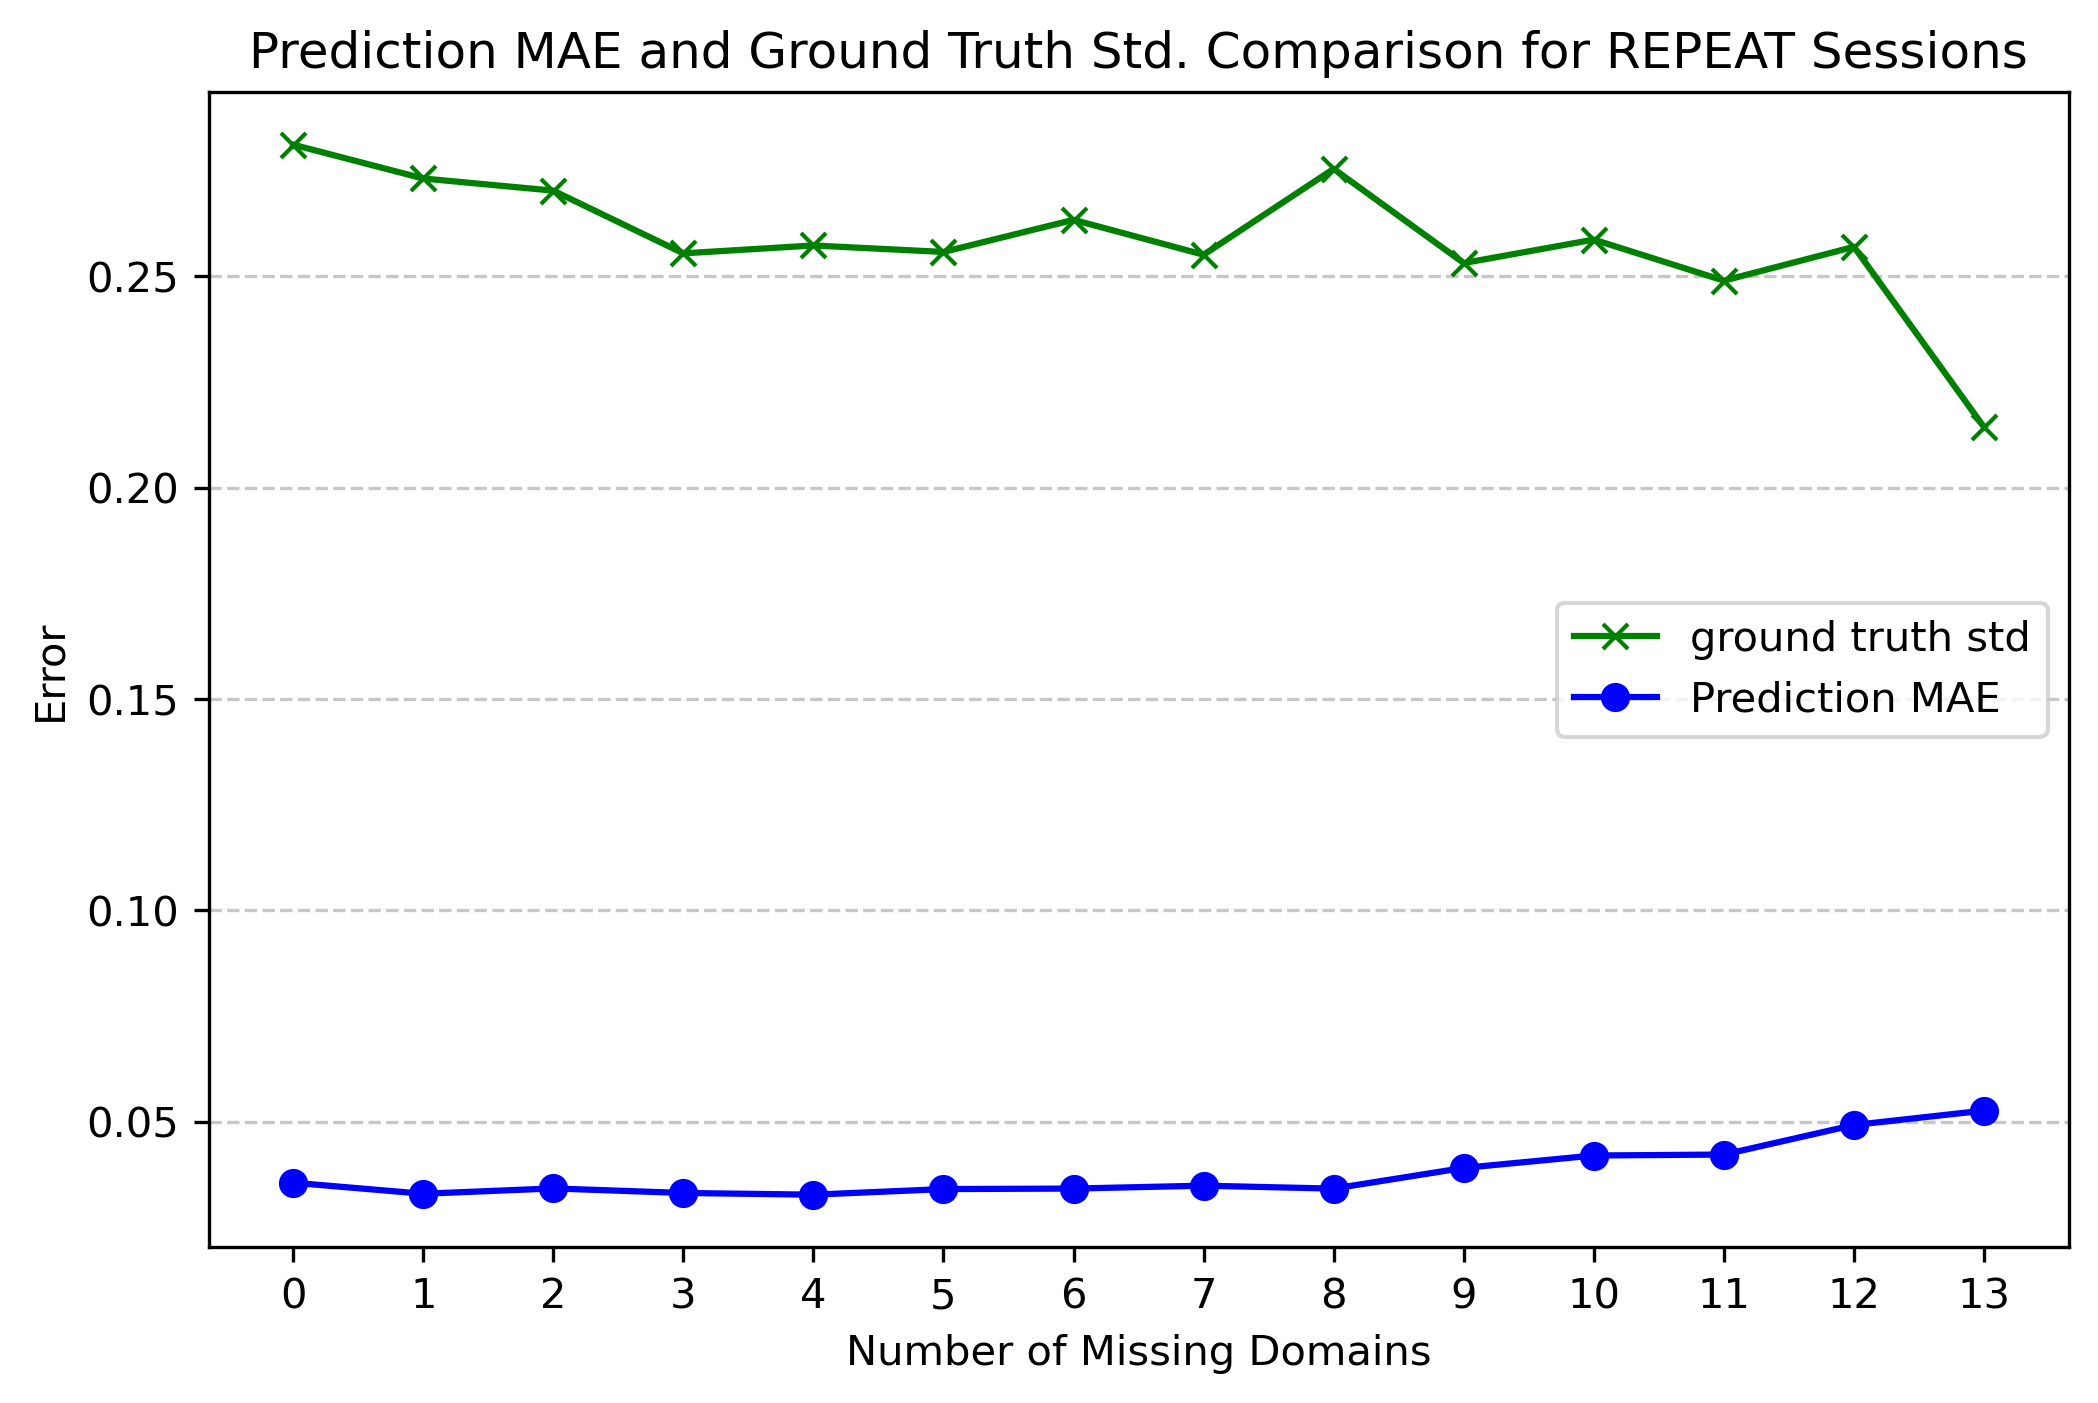 Prediction MAE and Ground Truth Std. Comparison for REPEAT Sessions
0.25
0.20
0.15
0.10
0.05
Error
ground truth std
Prediction MAE
0 1 2 3 4 5 6 7 8 9 10 11 12 13
Number of Missing Domains